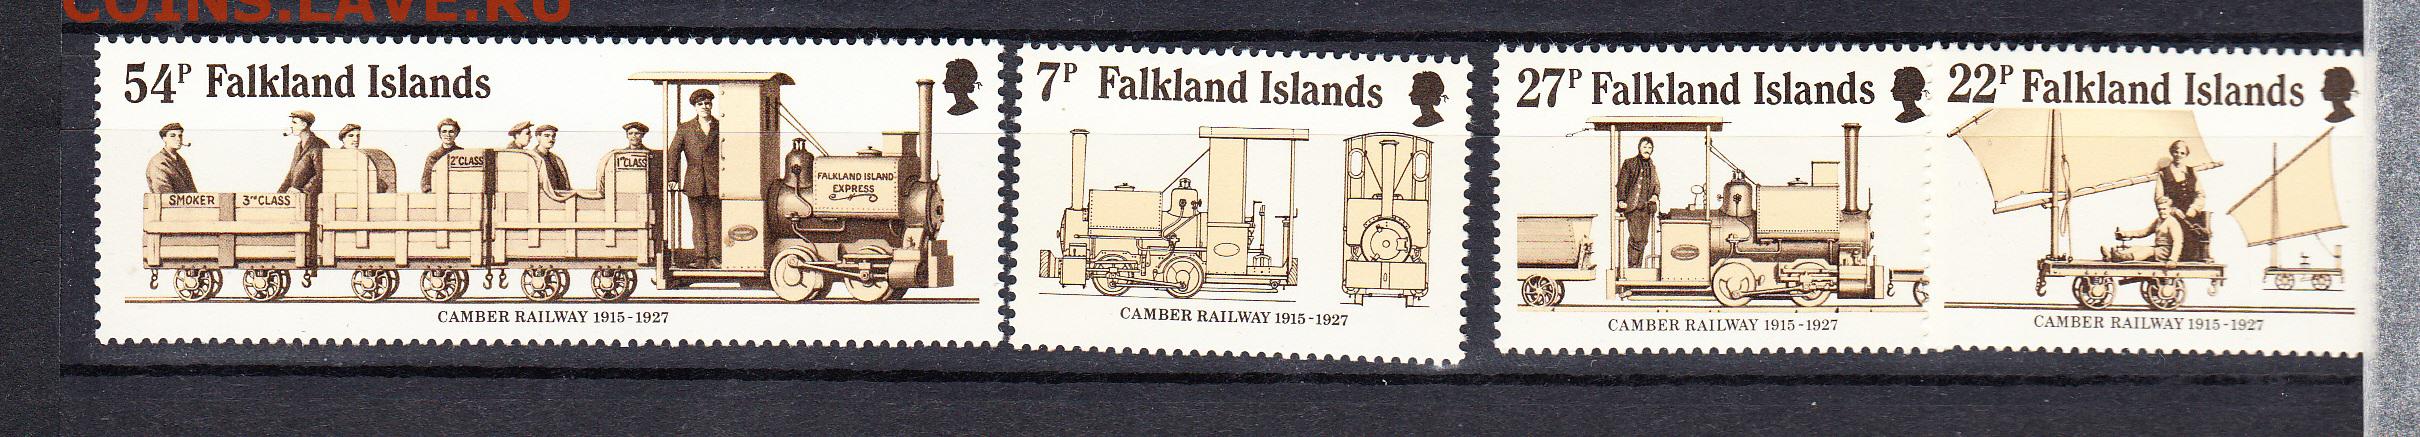 COINS.LAVE.RU
54P Falkland Islands
SMOKER 3RD CLASS
2ND CLASS
1ST CLASS
FALKLAND ISLAND
EXPRESS
CAMBER RAILWAY 1915-1927
7P Falkland Islands
CAMBER RAILWAY 1915-1927
27P Falkland Islands
CAMBER RAILWAY 1915-1927
22P Falkland Islands
CAMBER RAILWAY 1915-1927